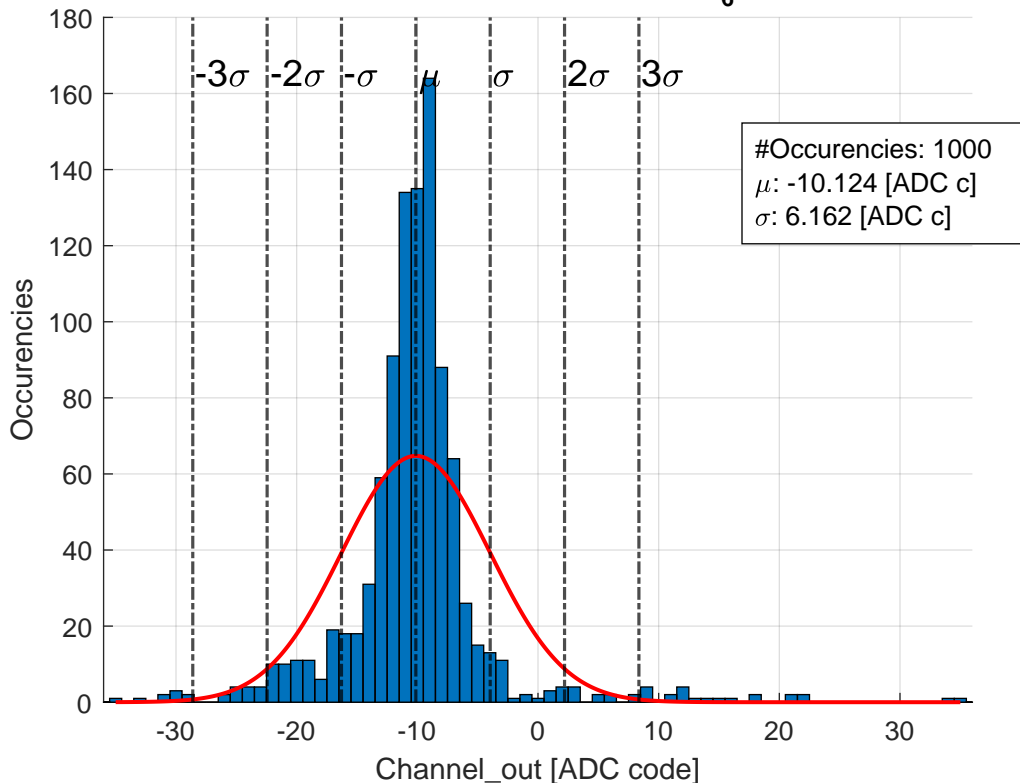 6
180
160
140
120
100
80
60
40
20
0
Occurencies
-3σ -2σ -σ μ σ 2σ 3σ
#Occurencies: 1000
μ: -10.124 [ADC c]
σ: 6.162 [ADC c]
-30 -20 -10 0 10 20 30
Channel_out [ADC code]